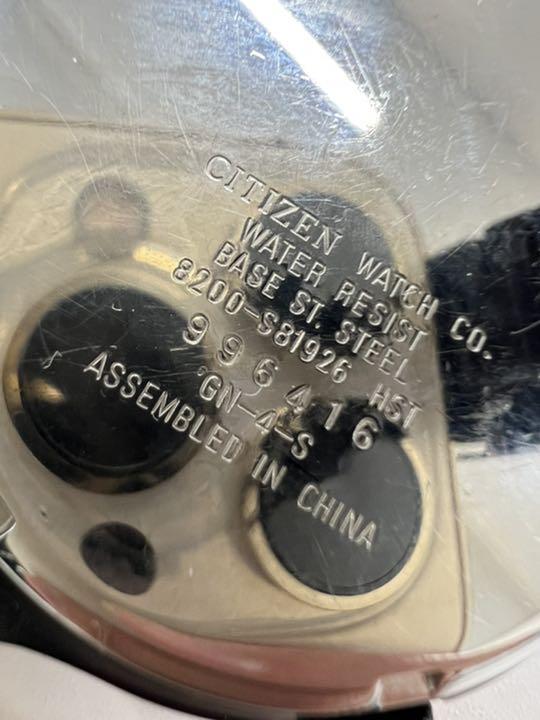 CITIZEN WATCH CO.
WATER RESIST
BASE ST. STEEL
8200-S81926 HST
996416
GN-4-S
ASSEMBLED IN CHINA